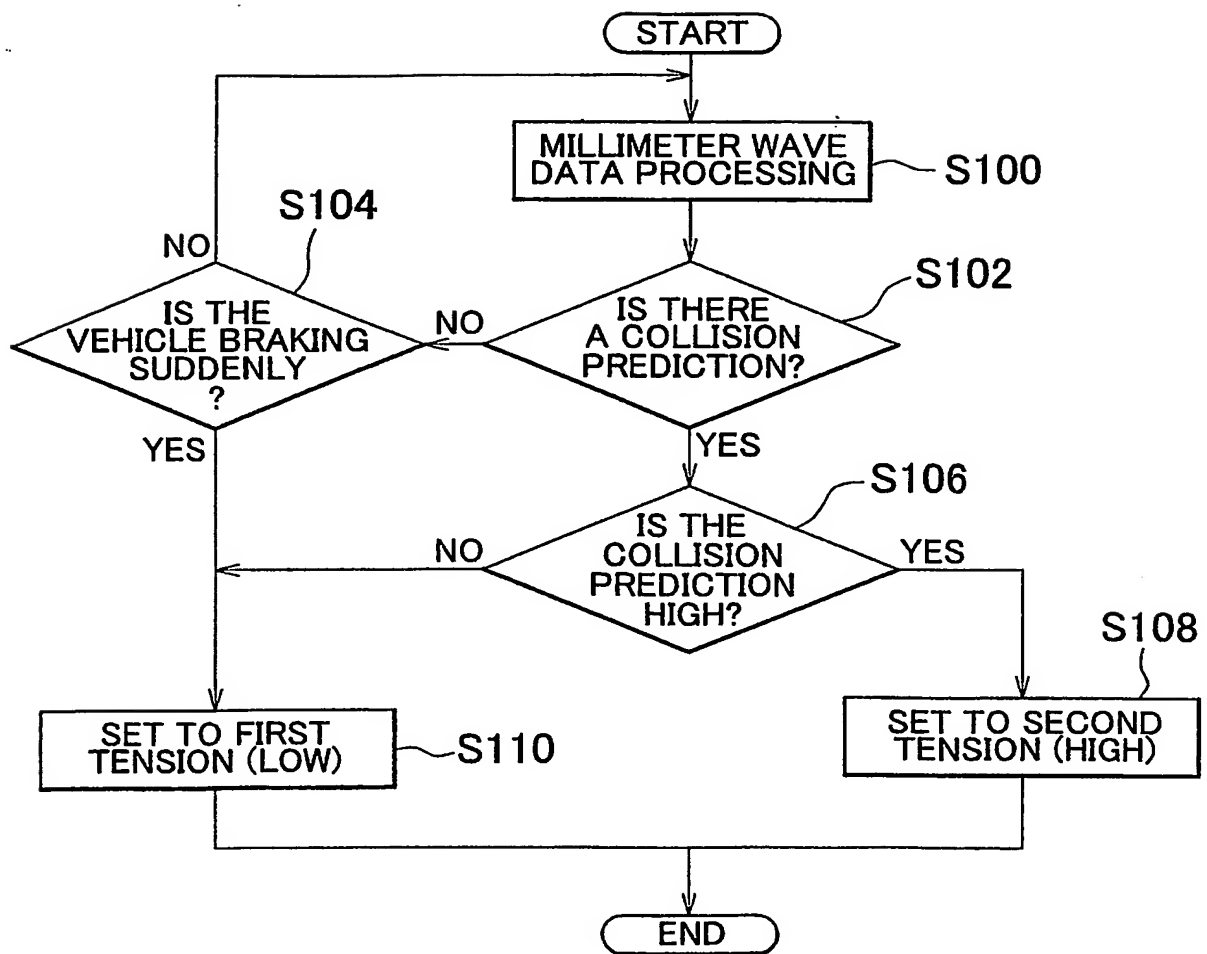 START
MILLIMETER WAVE
DATA PROCESSING
S100
S104
NO
S102
IS THE
VEHICLE BRAKING
SUDDENLY
?
NO
IS THERE
A COLLISION
PREDICTION?
YES
YES
S106
NO
IS THE
COLLISION
PREDICTION
HIGH?
YES
S108
SET TO FIRST
TENSION (LOW)
S110
SET TO SECOND
TENSION (HIGH)
END